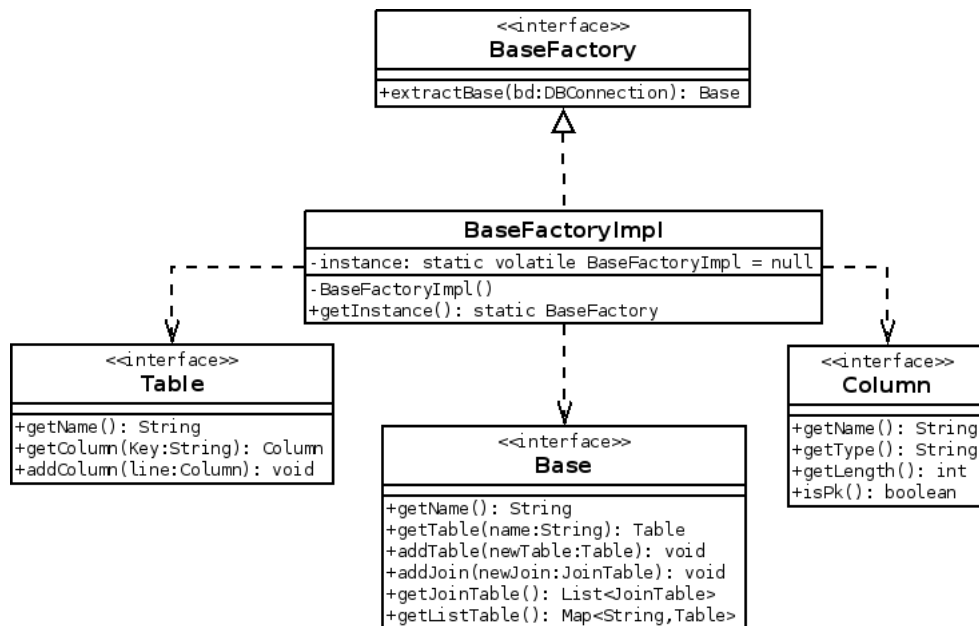 <<interface>>
BaseFactory
+extractBase(bd:DBConnection): Base
BaseFactoryImpl
-instance: static volatile BaseFactoryImpl = null
-BaseFactoryImpl()
+getInstance(): static BaseFactory
<<interface>>
Table
+getName(): String
+getColumn(Key:String): Column
+addColumn(line:Column): void
<<interface>>
Base
+getName(): String
+getTable(name:String): Table
+addTable(newTable:Table): void
+addJoin(newJoin:JoinTable): void
+getJoinTable(): List<JoinTable>
+getListTable(): Map<String,Table>
<<interface>>
Column
+getName(): String
+getType(): String
+getLength(): int
+isPk(): boolean